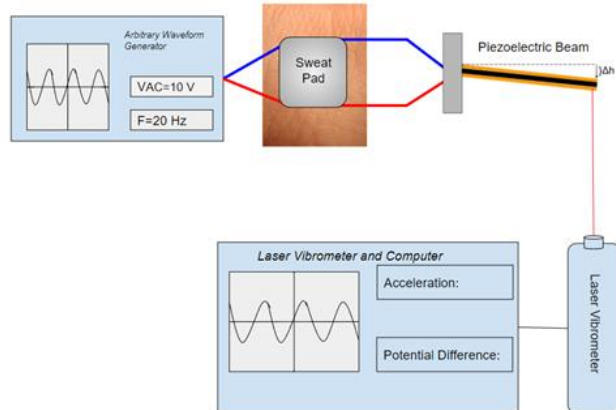 Arbitrary Waveform
Generator
VAC=10 V
F=20 Hz
Sweat
Pad
Piezoelectric Beam
Δh
Laser Vibrometer and Computer
Acceleration:
Potential Difference:
Laser Vibrometer